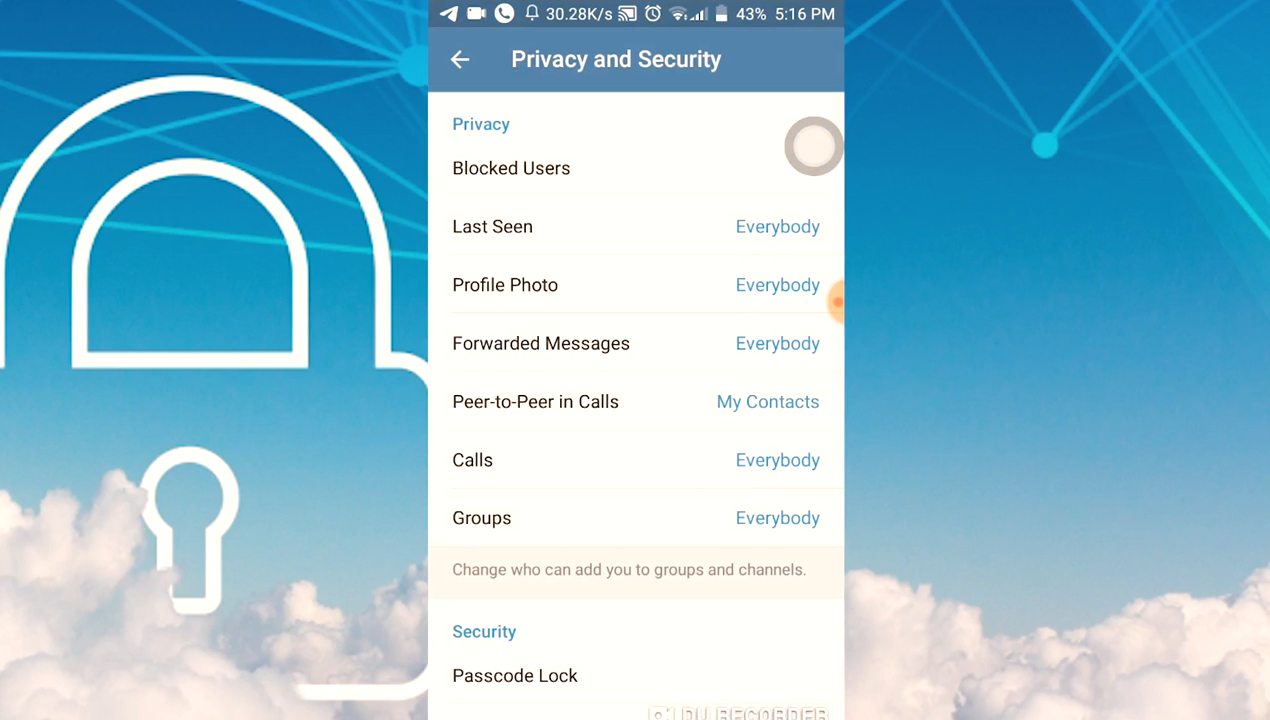 30.28K/s 43% 5:16 PM
Privacy and Security
Privacy
Blocked Users
Last Seen Everybody
Profile Photo Everybody
Forwarded Messages Everybody
Peer-to-Peer in Calls My Contacts
Calls Everybody
Groups Everybody
Change who can add you to groups and channels.
Security
Passcode Lock
DU RECORDER